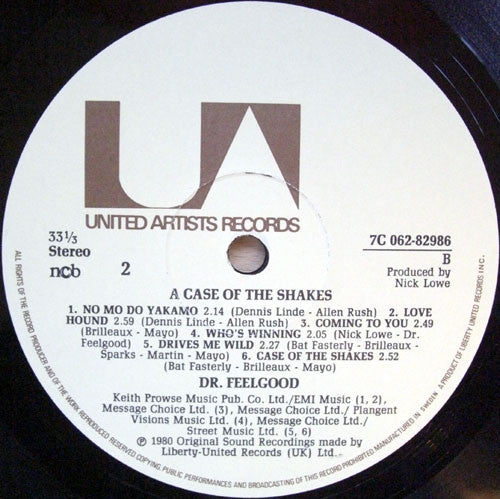 UA
UNITED ARTISTS RECORDS
33⅓
Stereo
ncb
2
7C 062-82986
B
Produced by
Nick Lowe
A CASE OF THE SHAKES
1. NO MO DO YAKAMO 2.14 (Dennis Linde - Allen Rush) 2. LOVE
HOUND 2.59 (Dennis Linde - Allen Rush) 3. COMING TO YOU 2.49
(Brilleux - Mayo) 4. WHO'S WINNING 2.05 (Nick Lowe - Dr.
Feelgood) 5. DRIVES ME WILD 2.27 (Bat Fasterly - Brilleaux -
Sparks - Martin - Mayo) 6. CASE OF THE SHAKES 2.52
(Bat Fasterly - Brilleaux - Mayo)
DR. FEELGOOD
Keith Prowse Music Pub. Co. Ltd./EMI Music (1, 2),
Message Choice Ltd. (3), Message Choice Ltd. / Plangent
Visions Music Ltd. (4), Message Choice Ltd./
Street Music Ltd. (5, 6)
℗ 1980 Original Sound Recordings made by
Liberty-United Records (UK) Ltd.
ALL RIGHTS OF THE RECORD PRODUCER AND OF THE OWNER OF THE RECORDED WORK RESERVED UNAUTHORISED COPYING, PUBLIC PERFORMANCES AND BROADCASTING OF THIS RECORD PROHIBITED MANUFACTURED IN SWEDEN A PRODUCT OF LIBERTY UNITED RECORDS INC.